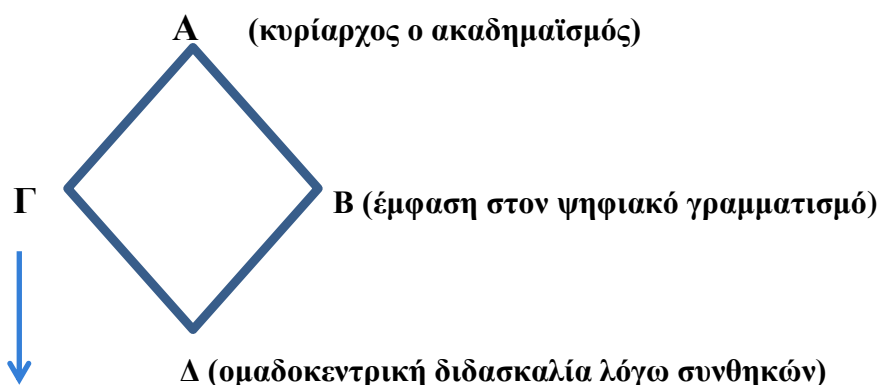 Α (κυρίαρχος ο ακαδημαϊσμός)
Γ
Β (έμφαση στον ψηφιακό γραμματισμό)
Δ (ομαδοκεντρική διδασκαλία λόγω συνθηκών)